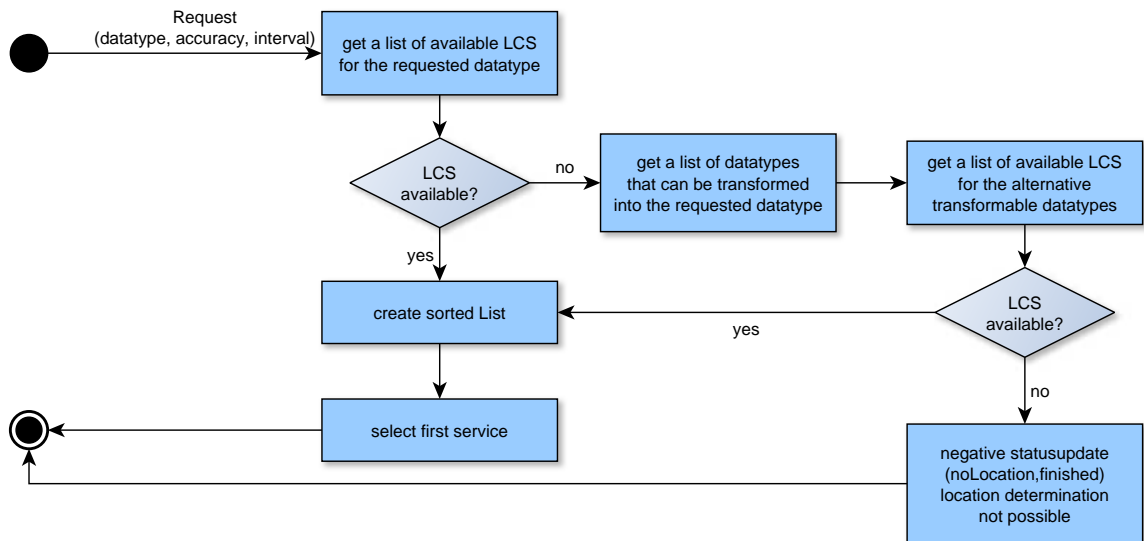 Request
(datatype, accuracy, interval)
get a list of available LCS
for the requested datatype
LCS
available?
no
get a list of datatypes
that can be transformed
into the requested datatype
get a list of available LCS
for the alternative
transformable datatypes
yes
create sorted List
yes
LCS
available?
no
select first service
negative statusupdate
(noLocation,finished)
location determination
not possible